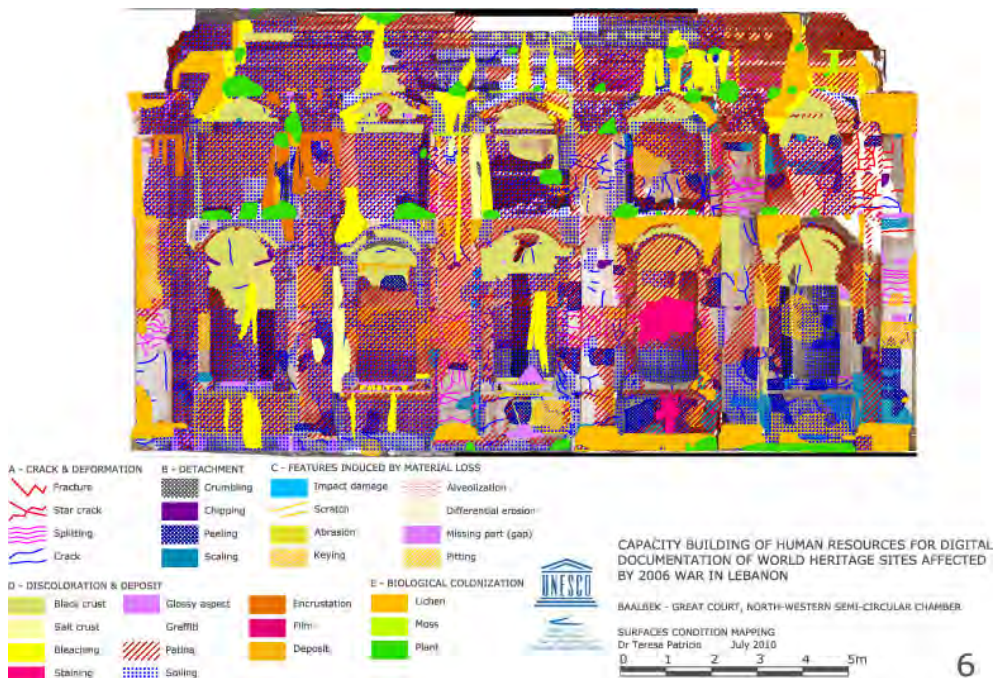 A - CRACK & DEFORMATION
Fracture
Star crack
Splitting
Crack
B - DETACHMENT
Crumbling
Chipping
Peeling
Scaling
C - FEATURES INDUCED BY MATERIAL LOSS
Impact damage
Scratch
Abrasion
Keying
Alveolization
Differential erosion
Missing part (gap)
Pitting
D - DISCOLORATION & DEPOSIT
Black crust
Salt crust
Bleaching
Staining
Glossy aspect
Graffiti
Patina
Soiling
Encrustation
Film
Deposit
E - BIOLOGICAL COLONIZATION
Lichen
Moss
Plant
UNESCO
CAPACITY BUILDING OF HUMAN RESOURCES FOR DIGITAL
DOCUMENTATION OF WORLD HERITAGE SITES AFFECTED
BY 2006 WAR IN LEBANON
BAALBEK - GREAT COURT, NORTH-WESTERN SEMI-CIRCULAR CHAMBER
SURFACES CONDITION MAPPING
Dr Teresa Patricio July 2010
0 1 2 3 4 5m
6